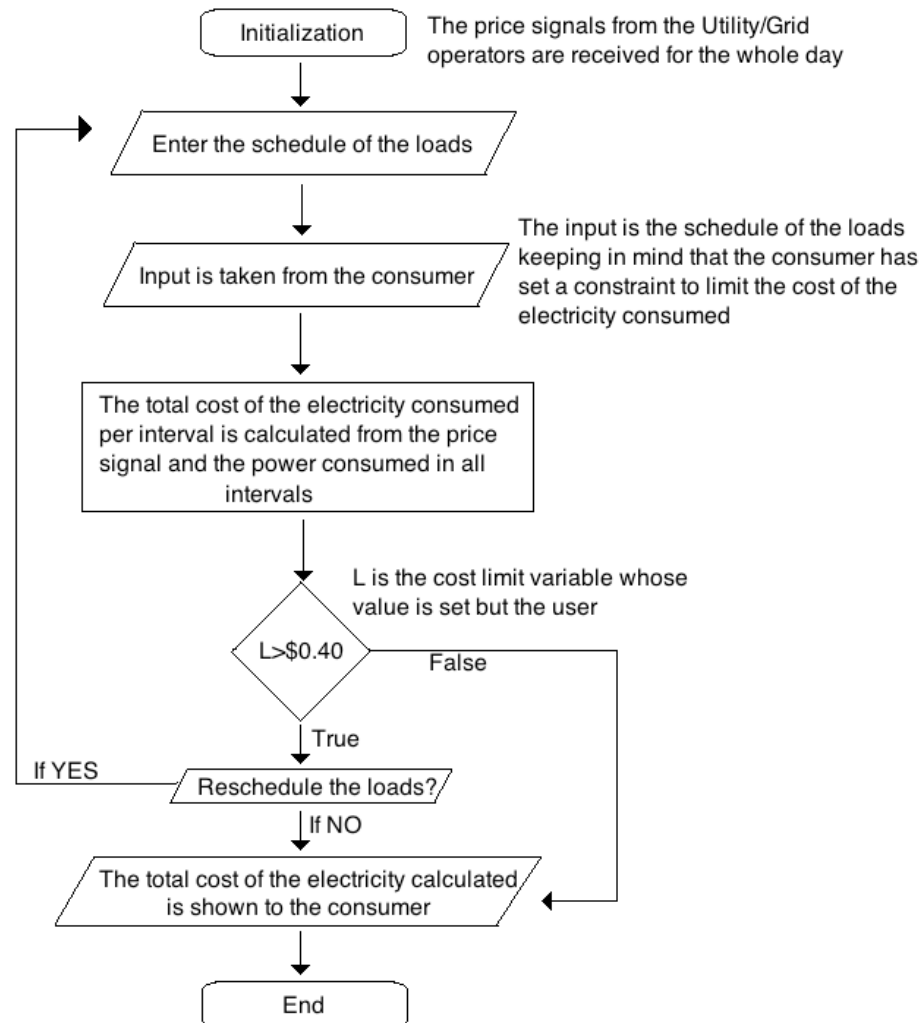 Initialization
The price signals from the Utility/Grid
operators are received for the whole day
Enter the schedule of the loads
Input is taken from the consumer
The input is the schedule of the loads
keeping in mind that the consumer has
set a constraint to limit the cost of the
electricity consumed
The total cost of the electricity consumed
per interval is calculated from the price
signal and the power consumed in all
intervals
L is the cost limit variable whose
value is set but the user
L>$0.40
False
True
If YES
Reschedule the loads?
If NO
The total cost of the electricity calculated
is shown to the consumer
End